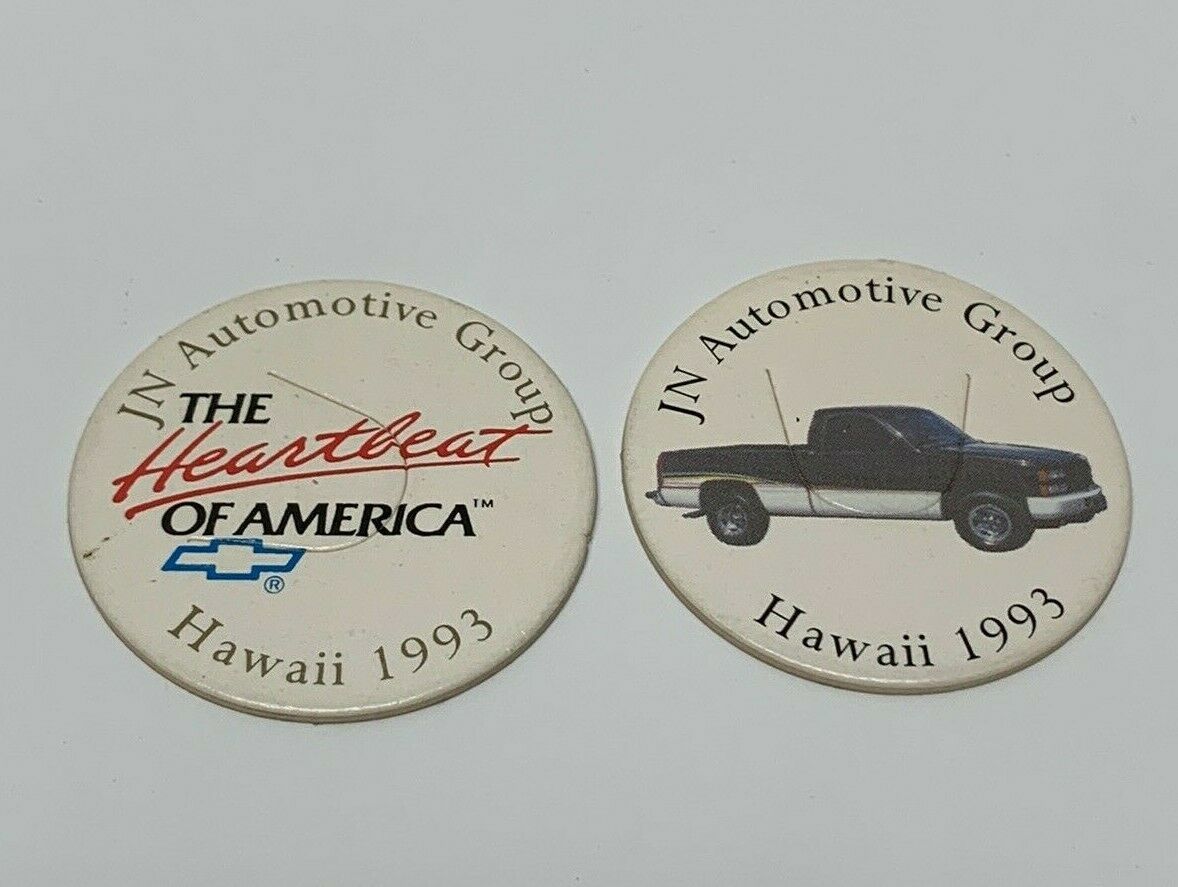 JN Automotive Group
THE
Heartbeat
OF AMERICA™
®
Hawaii 1993
JN Automotive Group
Hawaii 1993